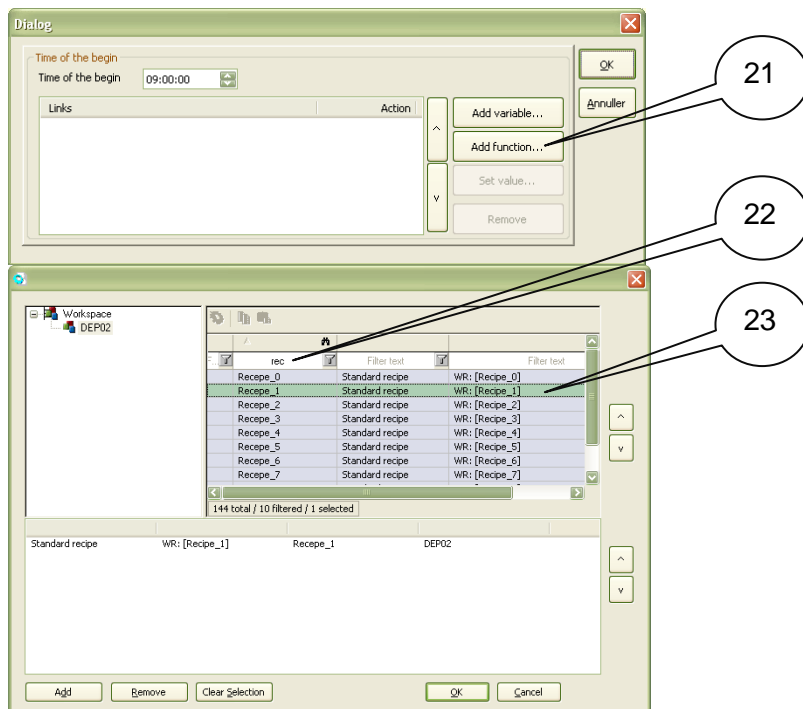 Dialog
Time of the begin
Time of the begin 09:00:00
OK
Annuller
Links Action
Add variable...
Add function...
Set value...
Remove
21
22
23
Workspace
DEP02
F... rec Filter text Filter text
Recepe_0 Standard recipe WR: [Recipe_0]
Recepe_1 Standard recipe WR: [Recipe_1]
Recepe_2 Standard recipe WR: [Recipe_2]
Recepe_3 Standard recipe WR: [Recipe_3]
Recepe_4 Standard recipe WR: [Recipe_4]
Recepe_5 Standard recipe WR: [Recipe_5]
Recepe_6 Standard recipe WR: [Recipe_6]
Recepe_7 Standard recipe WR: [Recipe_7]
144 total / 10 filtered / 1 selected
Standard recipe WR: [Recipe_1] Recepe_1 DEP02
Add Remove Clear Selection OK Cancel